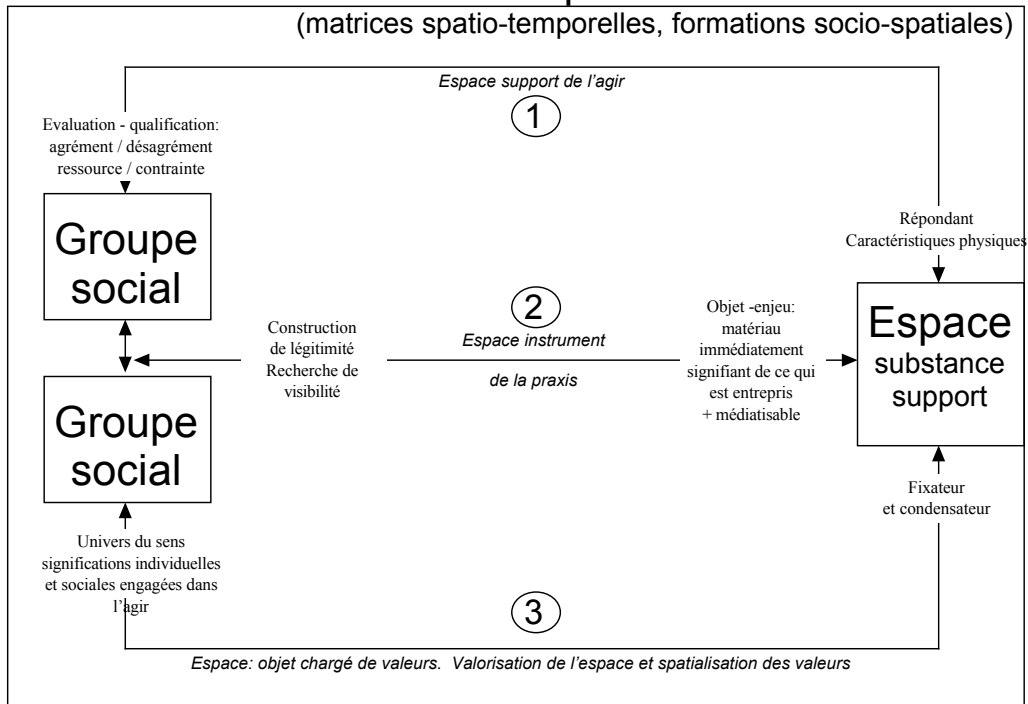 (matrices spatio-temporelles, formations socio-spatiales)
Espace support de l'agir
1
Evaluation - qualification:
agrément / désagrément
ressource / contrainte
Groupe
social
Répondant
Caractéristiques physiques
2
Espace instrument
de la praxis
Construction
de légitimité
Recherche de
visibilité
Objet -enjeu:
matériau
immédiatement
signifiant de ce qui
est entrepris
+ médiatisable
Espace
substance
support
Groupe
social
Fixateur
et condensateur
Univers du sens
significations individuelles
et sociales engagées dans
l'agir
3
Espace: objet chargé de valeurs. Valorisation de l'espace et spatialisation des valeurs